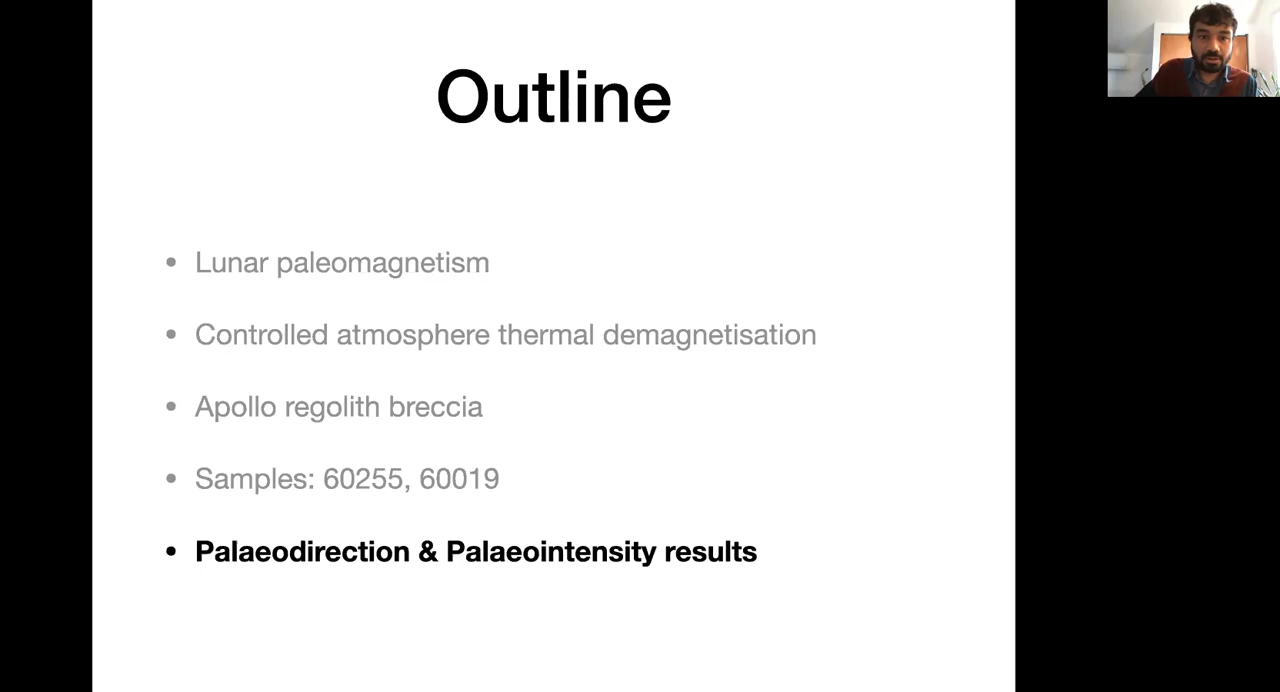 Outline
• Lunar paleomagnetism
• Controlled atmosphere thermal demagnetisation
• Apollo regolith breccia
• Samples: 60255, 60019
• Palaeodirection & Palaeointensity results